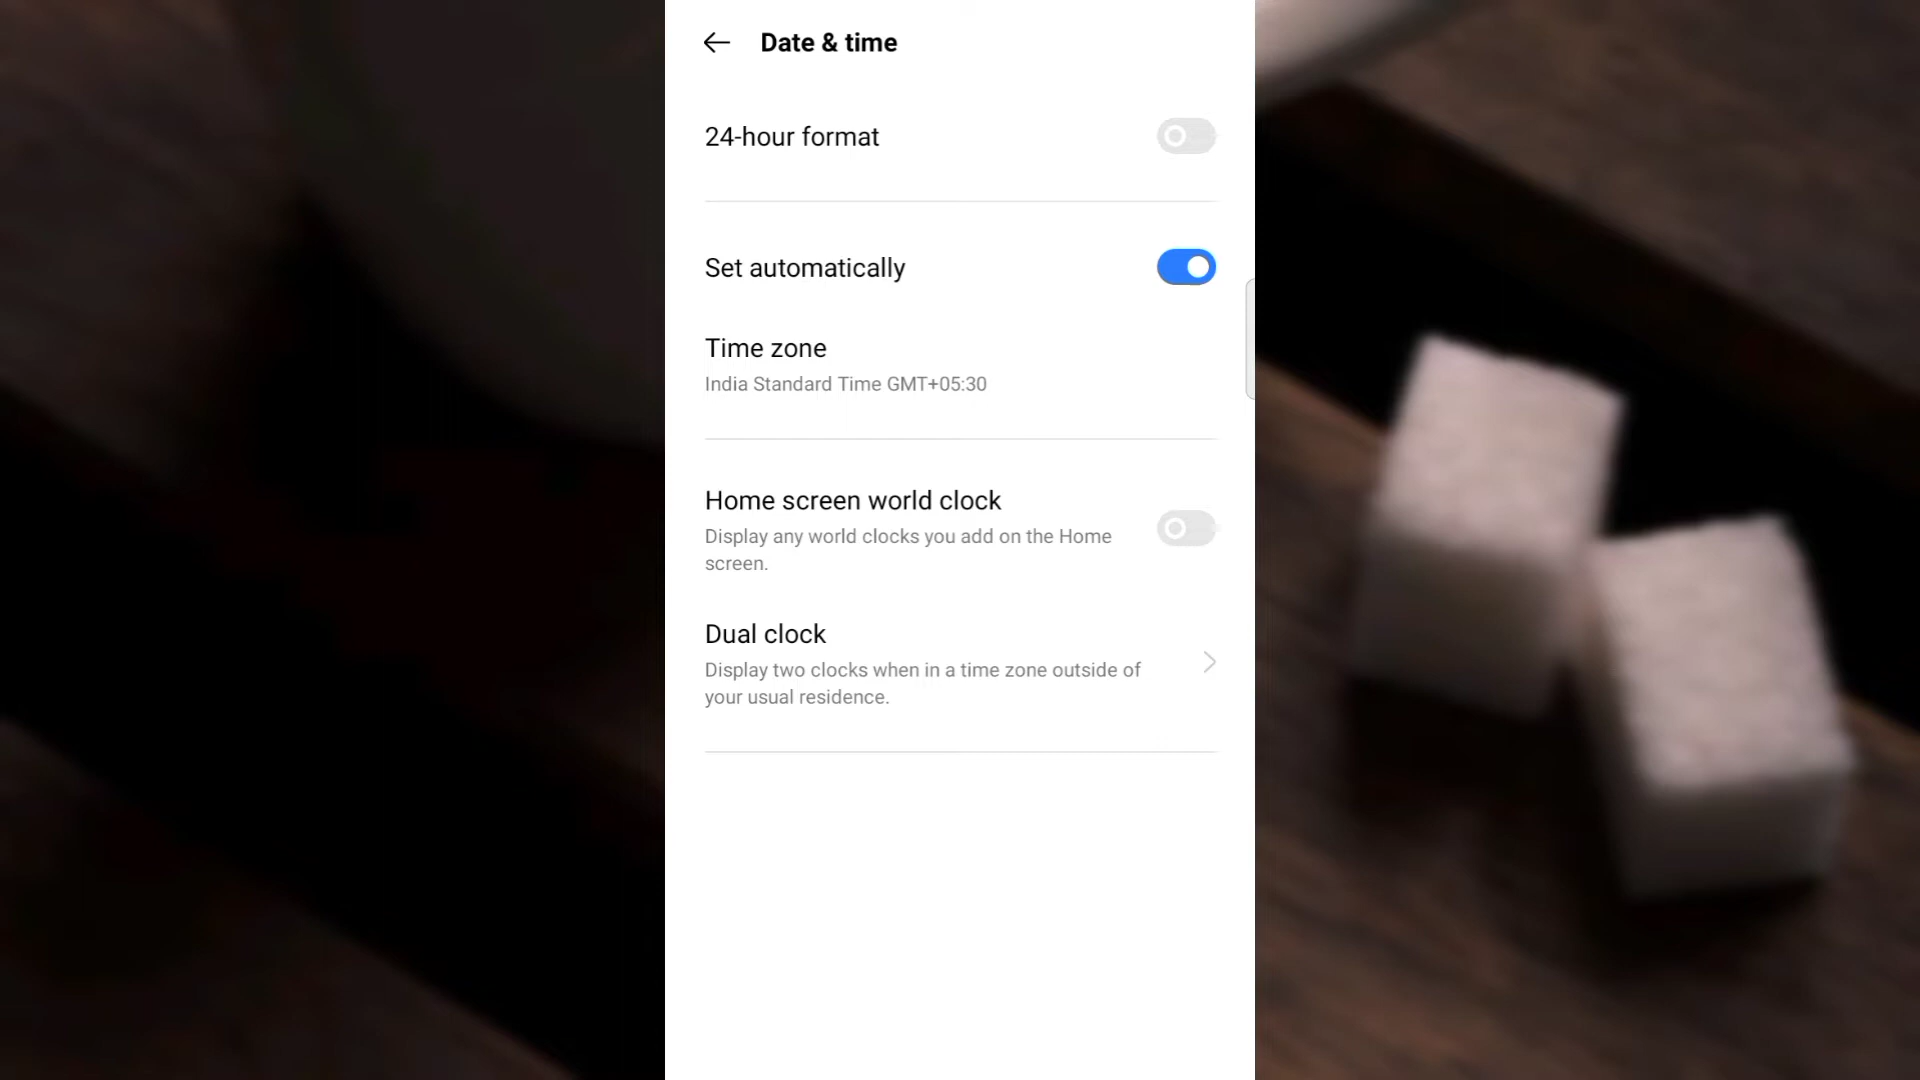 Date & time
24-hour format
Set automatically
Time zone
India Standard Time GMT+05:30
Home screen world clock
Display any world clocks you add on the Home
screen.
Dual clock
Display two clocks when in a time zone outside of
your usual residence.